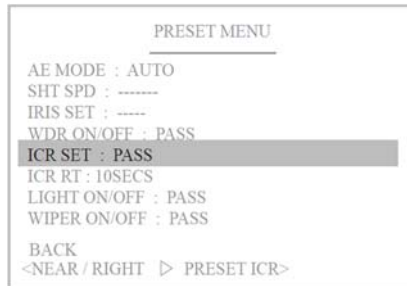 PRESET MENU
AE MODE : AUTO
SHT SPD : -------
IRIS SET : -----
WDR ON/OFF : PASS
ICR SET : PASS
ICR RT : 10SECS
LIGHT ON/OFF : PASS
WIPER ON/OFF : PASS
BACK
<NEAR / RIGHT ▷ PRESET ICR>